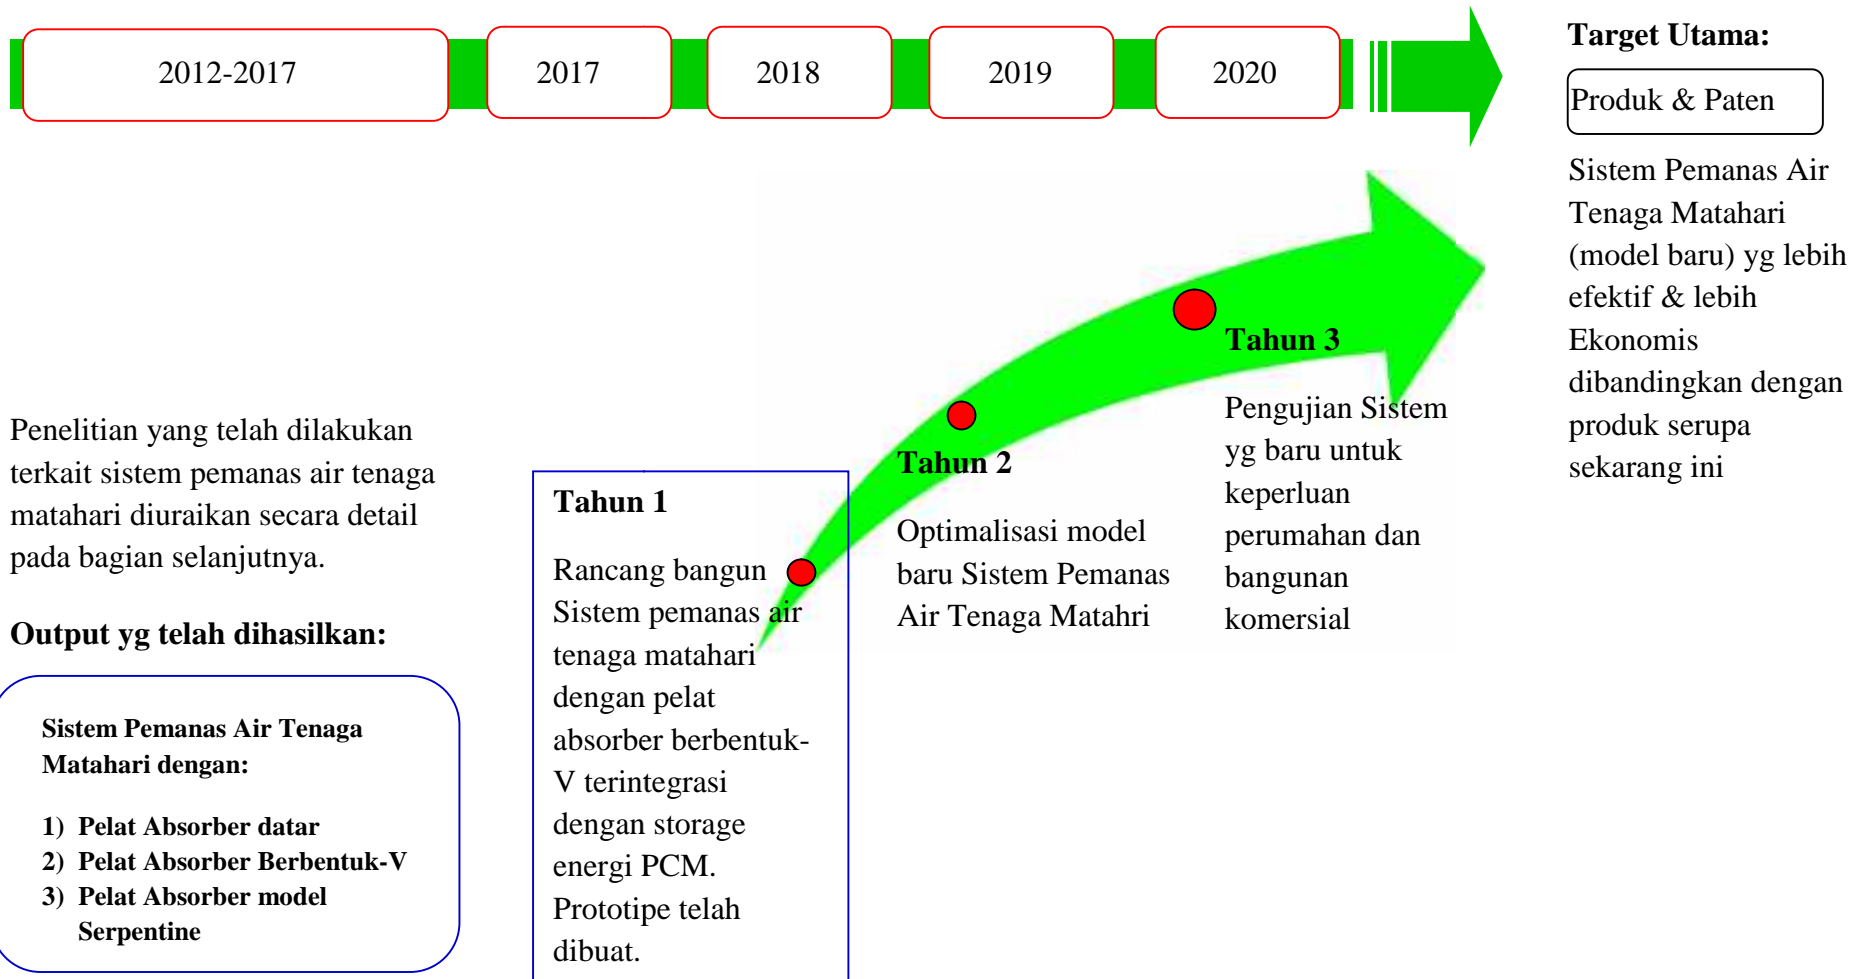 2012-2017
2017
2018
2019
2020
Target Utama:
Produk & Paten
Sistem Pemanas Air
Tenaga Matahari
(model baru) yg lebih
efektif & lebih
Ekonomis
dibandingkan dengan
produk serupa
sekarang ini
Penelitian yang telah dilakukan
terkait sistem pemanas air tenaga
matahari diuraikan secara detail
pada bagian selanjutnya.
Output yg telah dihasilkan:
Sistem Pemanas Air Tenaga
Matahari dengan:
1) Pelat Absorber datar
2) Pelat Absorber Berbentuk-V
3) Pelat Absorber model
Serpentine
Tahun 1
Rancang bangun
Sistem pemanas air
tenaga matahari
dengan pelat
absorber berbentuk-
V terintegrasi
dengan storage
energi PCM.
Prototipe telah
dibuat.
Tahun 2
Optimalisasi model
baru Sistem Pemanas
Air Tenaga Matahri
Tahun 3
Pengujian Sistem
yg baru untuk
keperluan
perumahan dan
bangunan
komersial